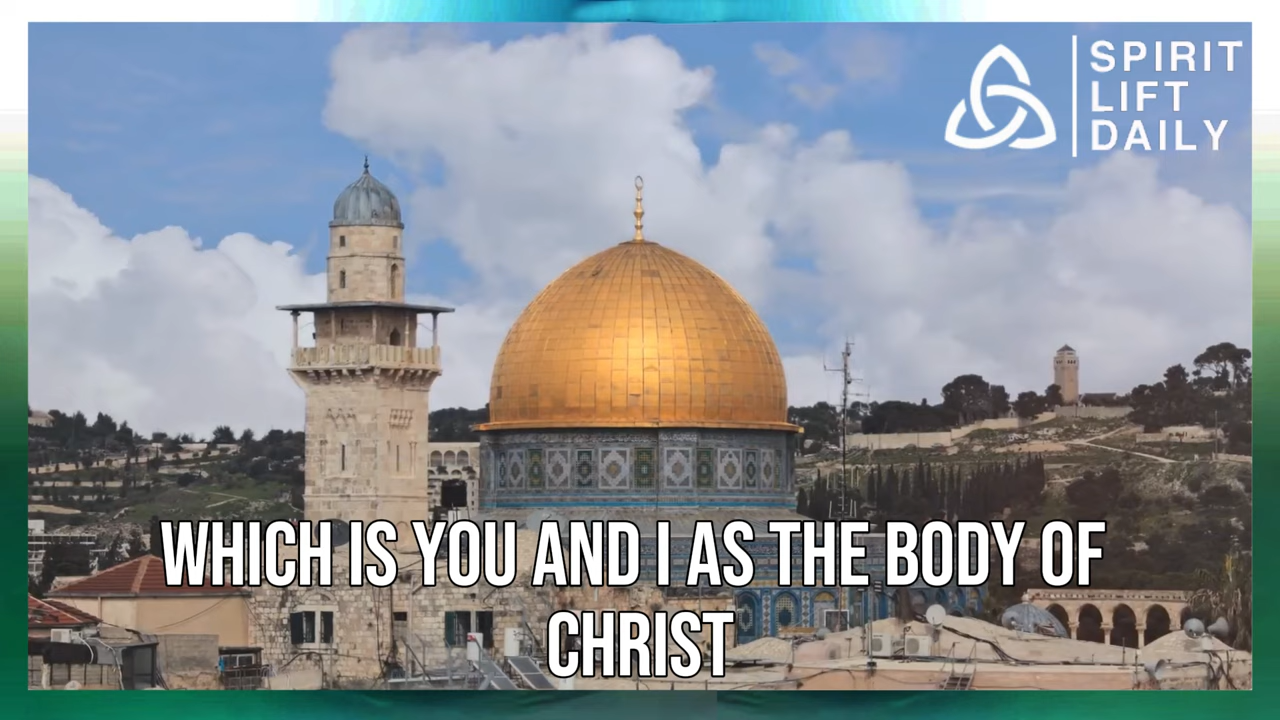 SPIRIT
LIFT
DAILY
WHICH IS YOU AND I AS THE BODY OF
CHRIST